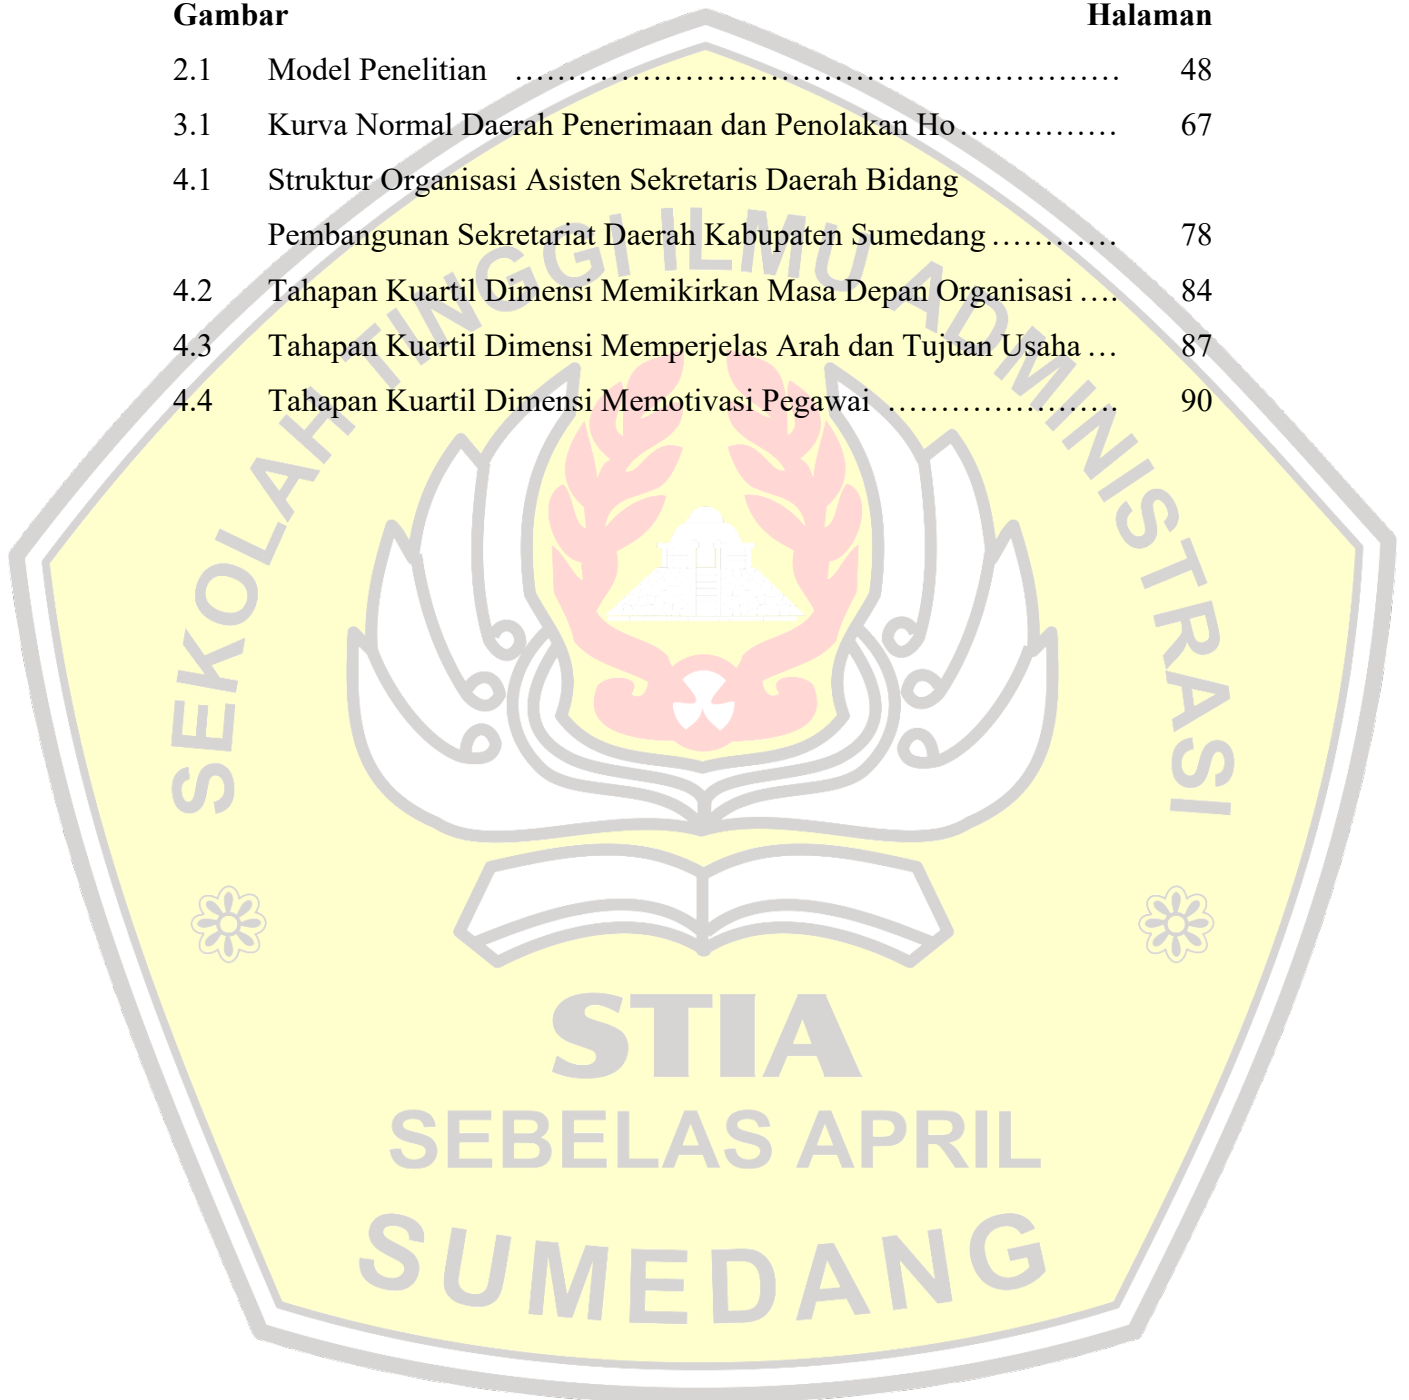 Gambar Halaman
2.1 Model Penelitian ………………………………………………… 48
3.1 Kurva Normal Daerah Penerimaan dan Penolakan Ho…………… 67
4.1 Struktur Organisasi Asisten Sekretaris Daerah Bidang
Pembangunan Sekretariat Daerah Kabupaten Sumedang ………… 78
4.2 Tahapan Kuartil Dimensi Memikirkan Masa Depan Organisasi …. 84
4.3 Tahapan Kuartil Dimensi Memperjelas Arah dan Tujuan Usaha … 87
4.4 Tahapan Kuartil Dimensi Memotivasi Pegawai …………………. 90
SEKOLAH TINGGI ILMU ADMINISTRASI
STIA
SEBELAS APRIL
SUMEDANG